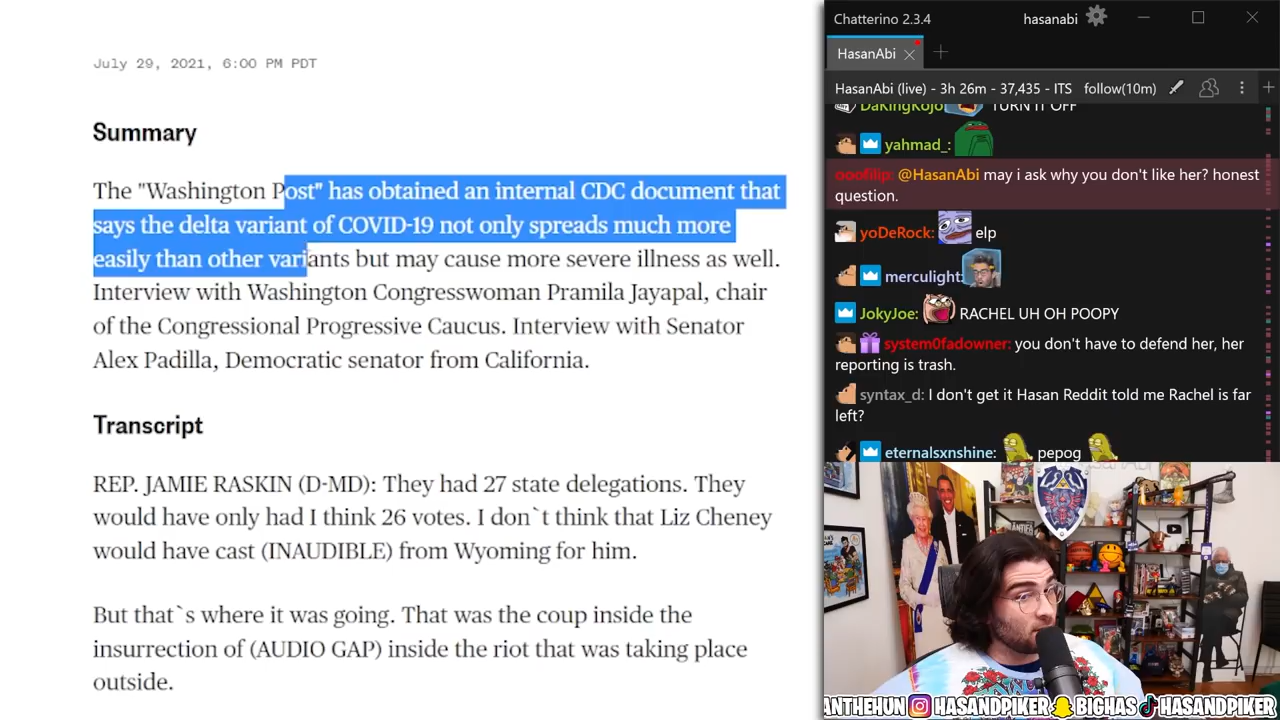 July 29, 2021, 6:00 PM PDT
Summary
The "Washington Post" has obtained an internal CDC document that
says the delta variant of COVID-19 not only spreads much more
easily than other variants but may cause more severe illness as well.
Interview with Washington Congresswoman Pramila Jayapal, chair
of the Congressional Progressive Caucus. Interview with Senator
Alex Padilla, Democratic senator from California.
Transcript
REP. JAMIE RASKIN (D-MD): They had 27 state delegations. They
would have only had I think 26 votes. I don`t think that Liz Cheney
would have cast (INAUDIBLE) from Wyoming for him.
But that`s where it was going. That was the coup inside the
insurrection of (AUDIO GAP) inside the riot that was taking place
outside.
Chatterino 2.3.4
hasanabi
HasanAbi
HasanAbi (live) - 3h 26m - 37,435 - ITS follow(10m)
DaKingKojo TURN IT OFF
yahmad_:
ooofilip: @HasanAbi may i ask why you don't like her? honest
question.
yoDeRock: elp
merculight:
JokyJoe: RACHEL UH OH POOPY
system0fadowner: you don't have to defend her, her
reporting is trash.
syntax_d: I don't get it Hasan Reddit told me Rachel is far
left?
eternalsxnshine: pepog
ANTHEHUN HASANDPIKER BIGHAS HASANDPIKER